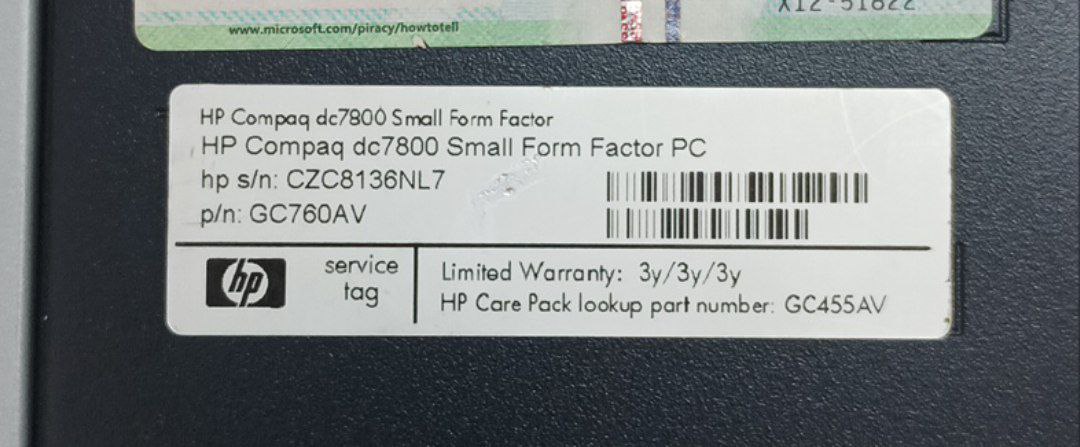 www.microsoft.com/piracy/howtotell
X12-51822
HP Compaq dc7800 Small Form Factor
HP Compaq dc7800 Small Form Factor PC
hp s/n: CZC8136NL7
p/n: GC760AV
hp
service
tag
Limited Warranty: 3y/3y/3y
HP Care Pack lookup part number: GC455AV